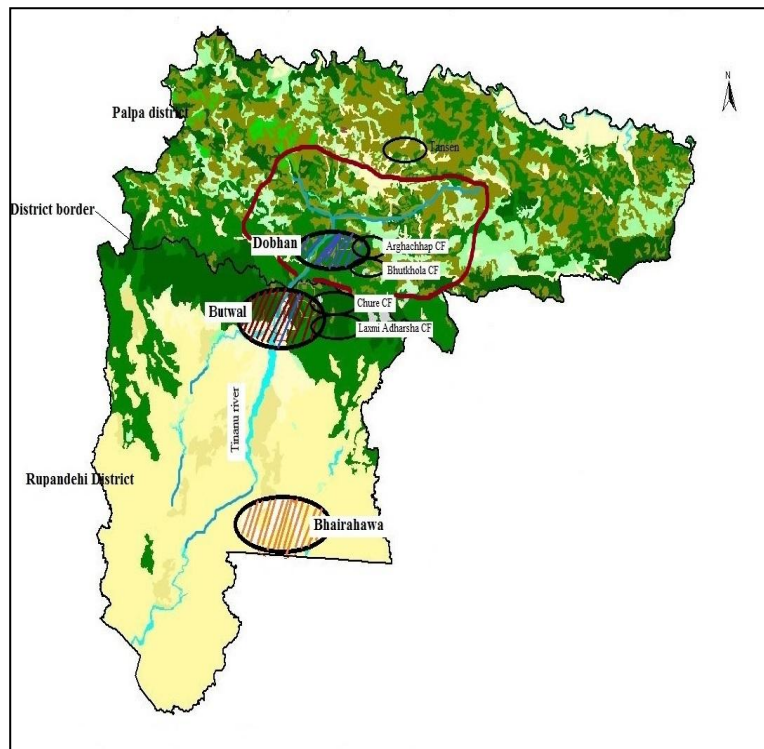 N
Palpa district
Tansen
District border
Dobhan
Arghachhap CF
Bhutkhola CF
Chure CF
Butwal
Laxmi Adharsha CF
Tinanu river
Rupandehi District
Bhairahawa